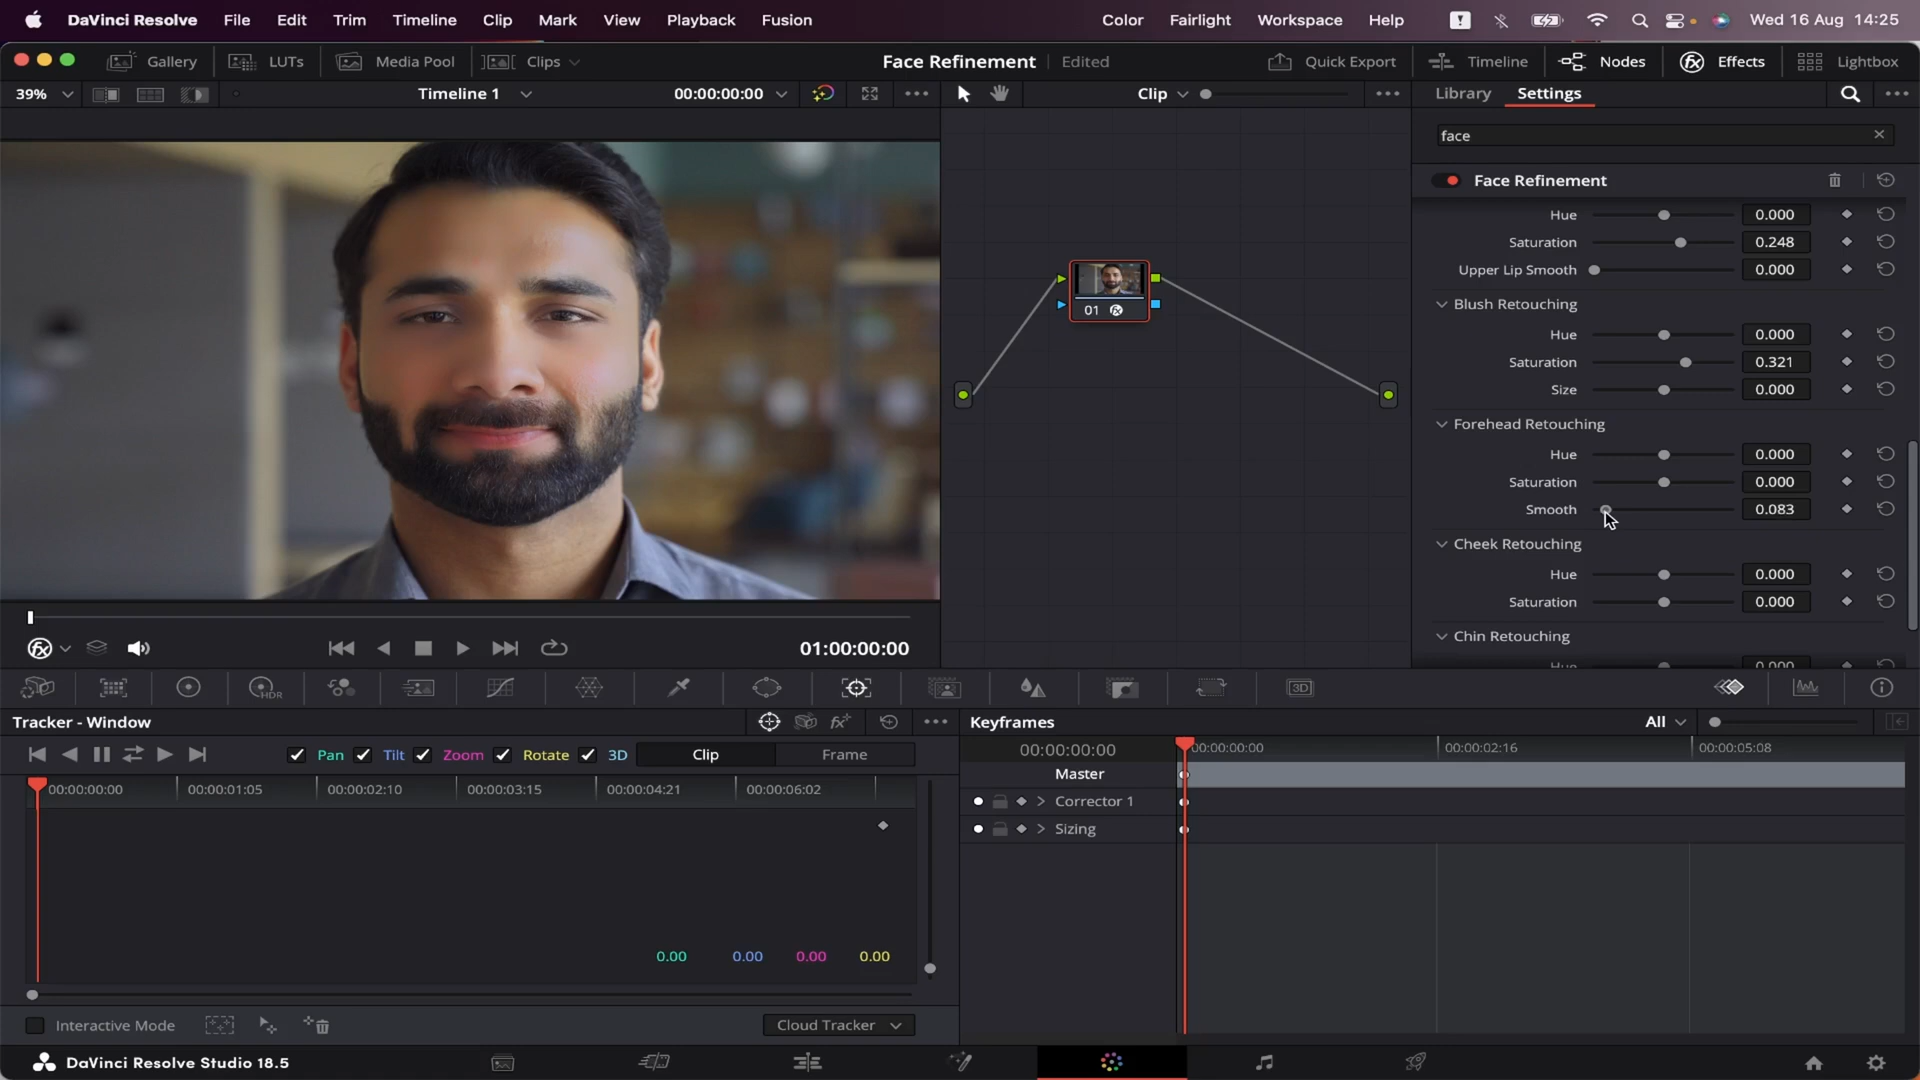 DaVinci Resolve File Edit Trim Timeline Clip Mark View Playback Fusion Color Fairlight Workspace Help Wed 16 Aug 14:25
Gallery LUTs Media Pool Clips Face Refinement Edited Quick Export Timeline Nodes Effects Lightbox
39% Timeline 1 00:00:00:00 Clip Library Settings
face
Face Refinement
Hue 0.000
Saturation 0.248
Upper Lip Smooth 0.000
Blush Retouching
Hue 0.000
Saturation 0.321
Size 0.000
Forehead Retouching
Hue 0.000
Saturation 0.000
Smooth 0.083
Cheek Retouching
Hue 0.000
Saturation 0.000
Chin Retouching
Hue 0.000
01 fx
01:00:00:00
HDR 3D
Tracker - Window
Pan Tilt Zoom Rotate 3D Clip Frame
00:00:00:00 00:00:01:05 00:00:02:10 00:00:03:15 00:00:04:21 00:00:06:02
0.00 0.00 0.00 0.00
Interactive Mode Cloud Tracker
Keyframes All
00:00:00:00 00:00:00:00 00:00:02:16 00:00:05:08
Master
Corrector 1
Sizing
DaVinci Resolve Studio 18.5